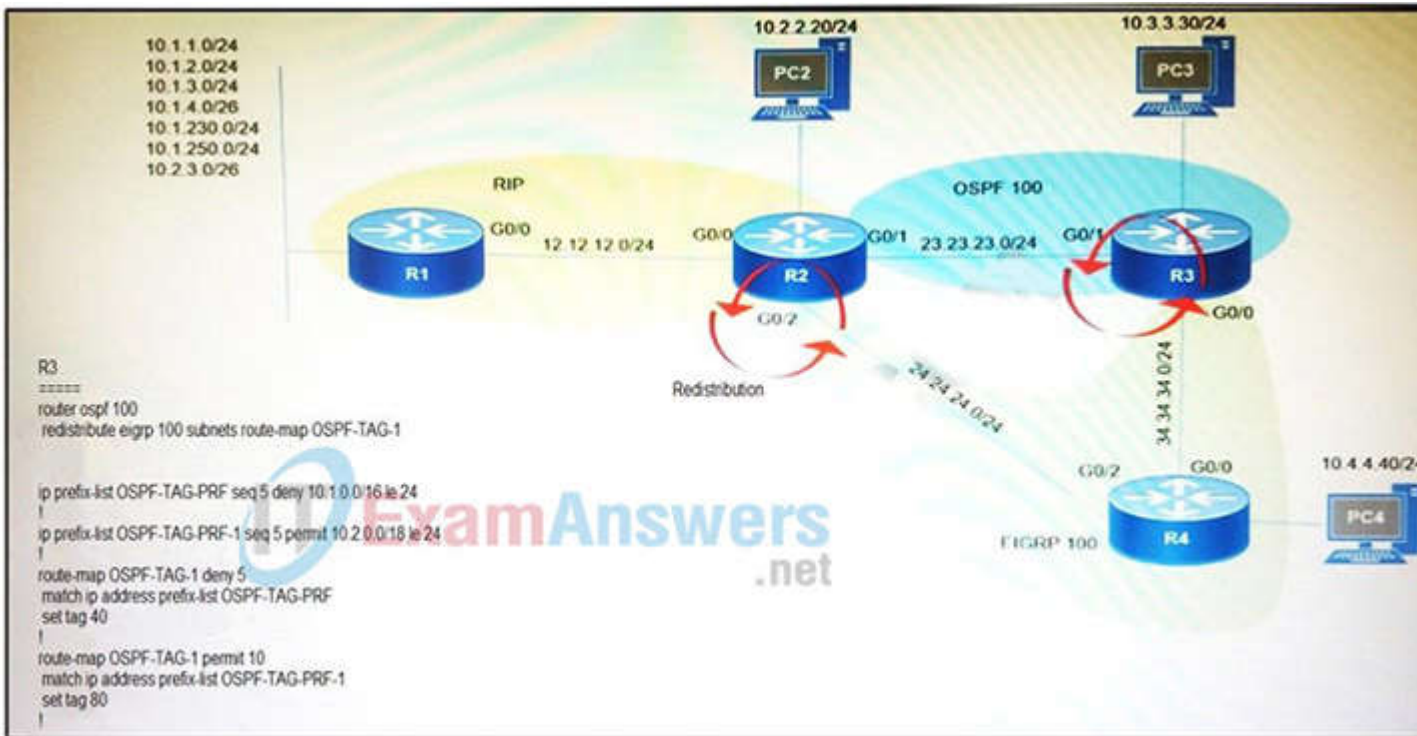 10.1.1.0/24
10.1.2.0/24
10.1.3.0/24
10.1.4.0/26
10.1.230.0/24
10.1.250.0/24
10.2.3.0/26
10.2.2.20/24
PC2
10.3.3.30/24
PC3
RIP
OSPF 100
R1
G0/0
12.12.12.0/24
G0/0
R2
G0/1
23.23.23.0/24
G0/1
R3
G0/2
G0/0
Redistribution
24.24.24.0/24
34.34.34.0/24
G0/2
G0/0
10.4.4.40/24
EIGRP 100
R4
PC4
R3
=====
router ospf 100
redistribute eigrp 100 subnets route-map OSPF-TAG-1
ip prefix-list OSPF-TAG-PRF seq 5 deny 10.1.0.0/16 le 24
!
ip prefix-list OSPF-TAG-PRF-1 seq 5 permit 10.2.0.0/18 le 24
!
route-map OSPF-TAG-1 deny 5
match ip address prefix-list OSPF-TAG-PRF
set tag 40
!
route-map OSPF-TAG-1 permit 10
match ip address prefix-list OSPF-TAG-PRF-1
set tag 80
!
IT ExamAnswers
.net